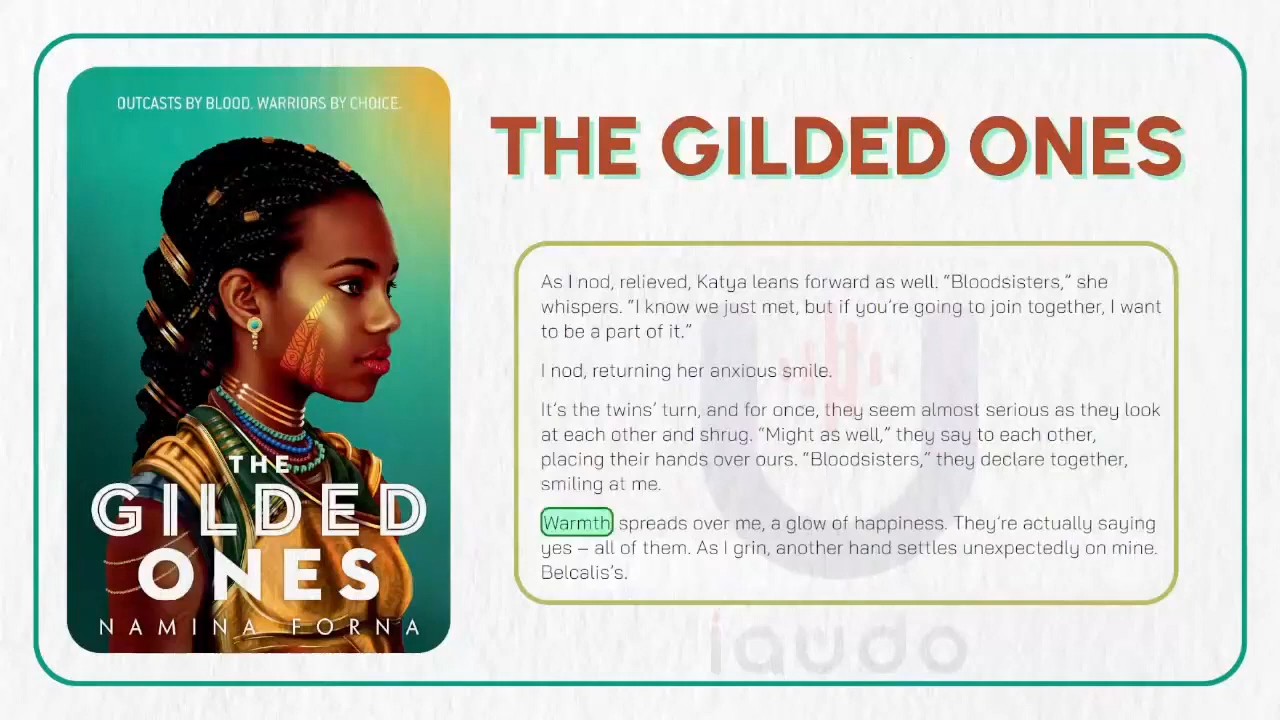 OUTCASTS BY BLOOD. WARRIORS BY CHOICE.
THE
GILDED
ONES
NAMINA FORNA
THE GILDED ONES
As I nod, relieved, Katya leans forward as well. “Bloodsisters,” she
whispers. “I know we just met, but if you’re going to join together, I want
to be a part of it.”
I nod, returning her anxious smile.
It’s the twins’ turn, and for once, they seem almost serious as they look
at each other and shrug. “Might as well,” they say to each other,
placing their hands over ours. “Bloodsisters,” they declare together,
smiling at me.
Warmth spreads over me, a glow of happiness. They’re actually saying
yes – all of them. As I grin, another hand settles unexpectedly on mine.
Belcalis’s.
iaudo